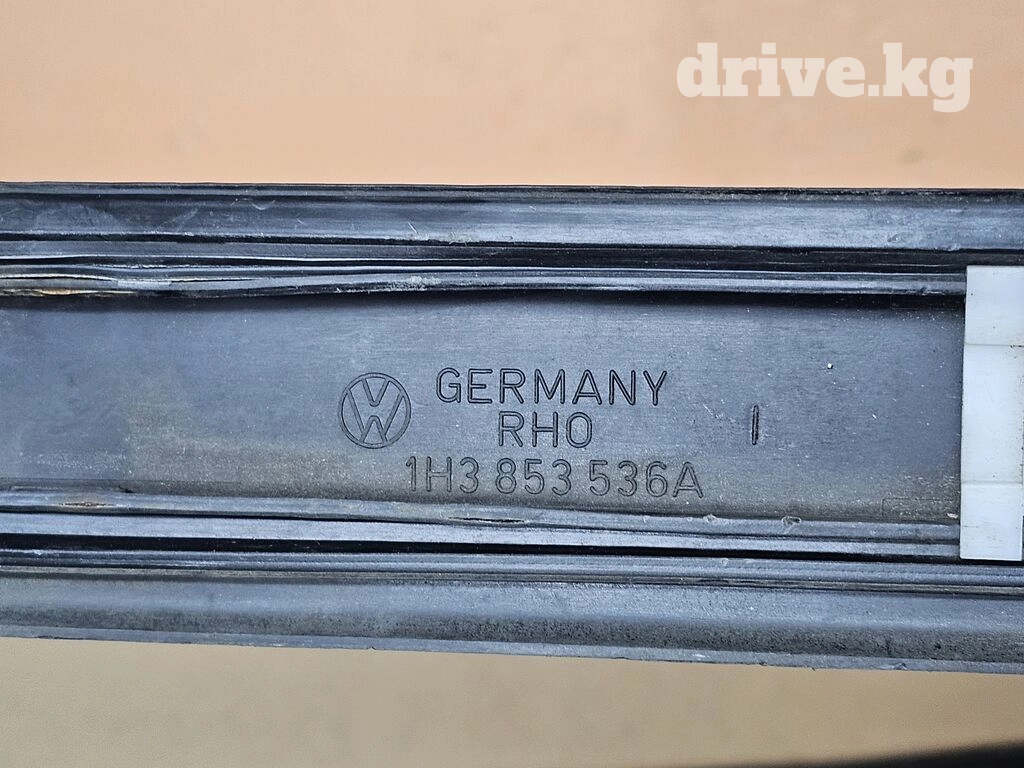 drive.kg
GERMANY
RHO
1H3 853 536A